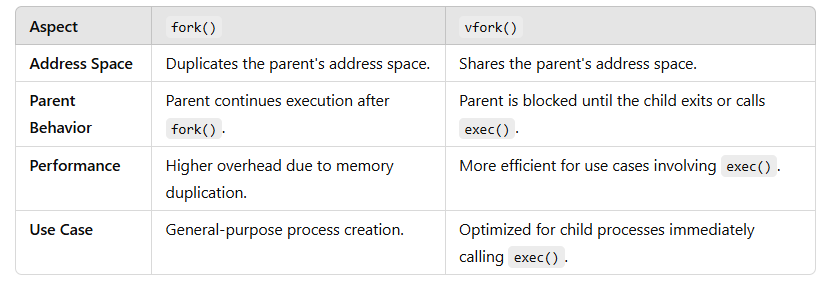 Aspect fork() vfork()
Address Space Duplicates the parent's address space. Shares the parent's address space.
Parent Behavior Parent continues execution after fork(). Parent is blocked until the child exits or calls exec().
Performance Higher overhead due to memory duplication. More efficient for use cases involving exec().
Use Case General-purpose process creation. Optimized for child processes immediately calling exec().